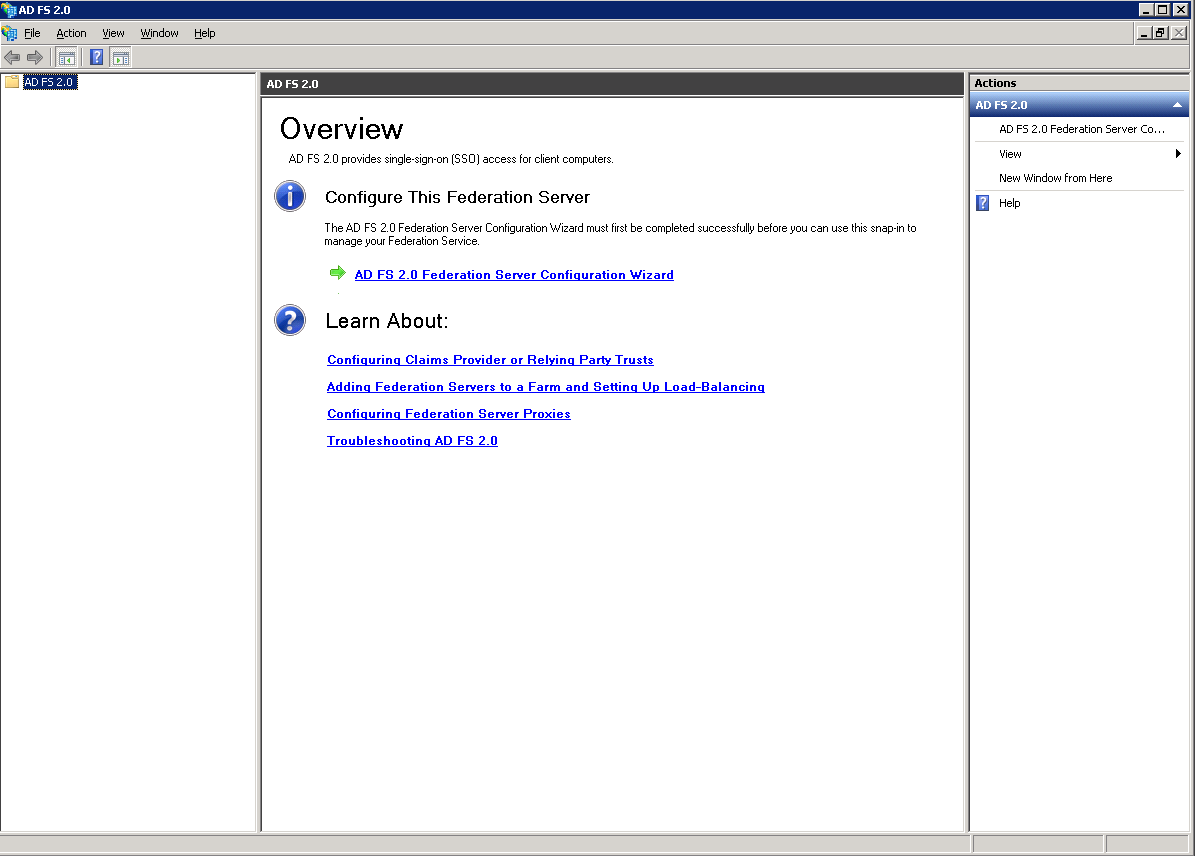 AD FS 2.0
File Action View Window Help
AD FS 2.0
AD FS 2.0
Overview
AD FS 2.0 provides single-sign-on (SSO) access for client computers.
Configure This Federation Server
The AD FS 2.0 Federation Server Configuration Wizard must first be completed successfully before you can use this snap-in to
manage your Federation Service.
AD FS 2.0 Federation Server Configuration Wizard
Learn About:
Configuring Claims Provider or Relying Party Trusts
Adding Federation Servers to a Farm and Setting Up Load-Balancing
Configuring Federation Server Proxies
Troubleshooting AD FS 2.0
Actions
AD FS 2.0
AD FS 2.0 Federation Server Co...
View
New Window from Here
Help